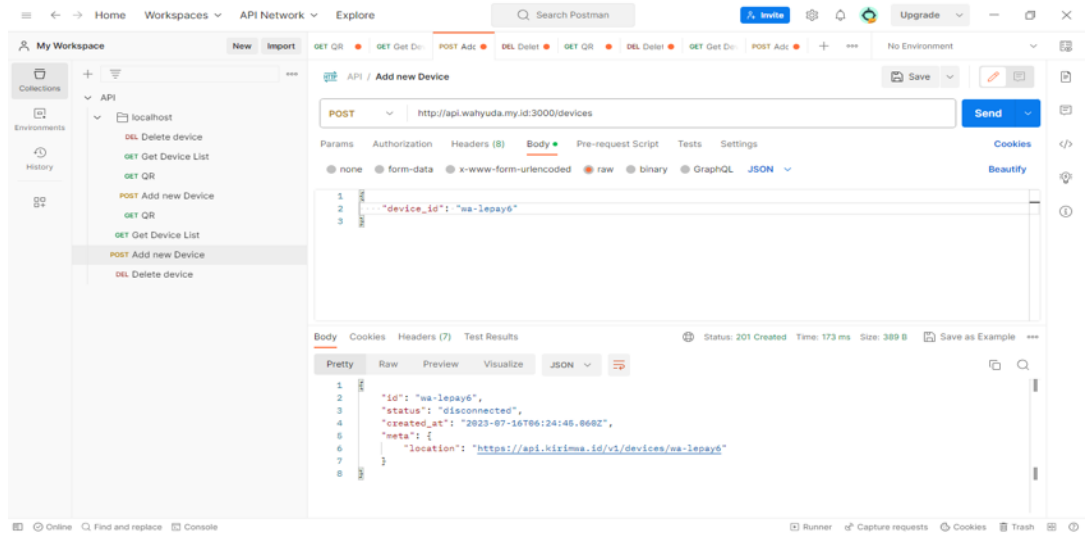 Home Workspaces API Network Explore Search Postman Invite Upgrade
My Workspace New Import GET QR GET Get De POST Adc DEL Delet GET QR DEL Delet GET Get De POST Adc + No Environment
Collections
Environments
History
API
localhost
DEL Delete device
GET Get Device List
GET QR
POST Add new Device
GET QR
GET Get Device List
POST Add new Device
DEL Delete device
API / Add new Device Save
POST http://api.wahyuda.my.id:3000/devices Send
Params Authorization Headers (8) Body Pre-request Script Tests Settings Cookies
none form-data x-www-form-urlencoded raw binary GraphQL JSON Beautify
1 {
2 "device_id": "wa-lepay6"
3 }
Body Cookies Headers (7) Test Results Status: 201 Created Time: 173 ms Size: 389 B Save as Example
Pretty Raw Preview Visualize JSON
1 {
2 "id": "wa-lepay6",
3 "status": "disconnected",
4 "created_at": "2023-07-16T06:24:45.060Z",
5 "meta": {
6 "location": "https://api.kirimwa.id/v1/devices/wa-lepay6"
7 }
8 }
Online Find and replace Console Runner Capture requests Cookies Trash